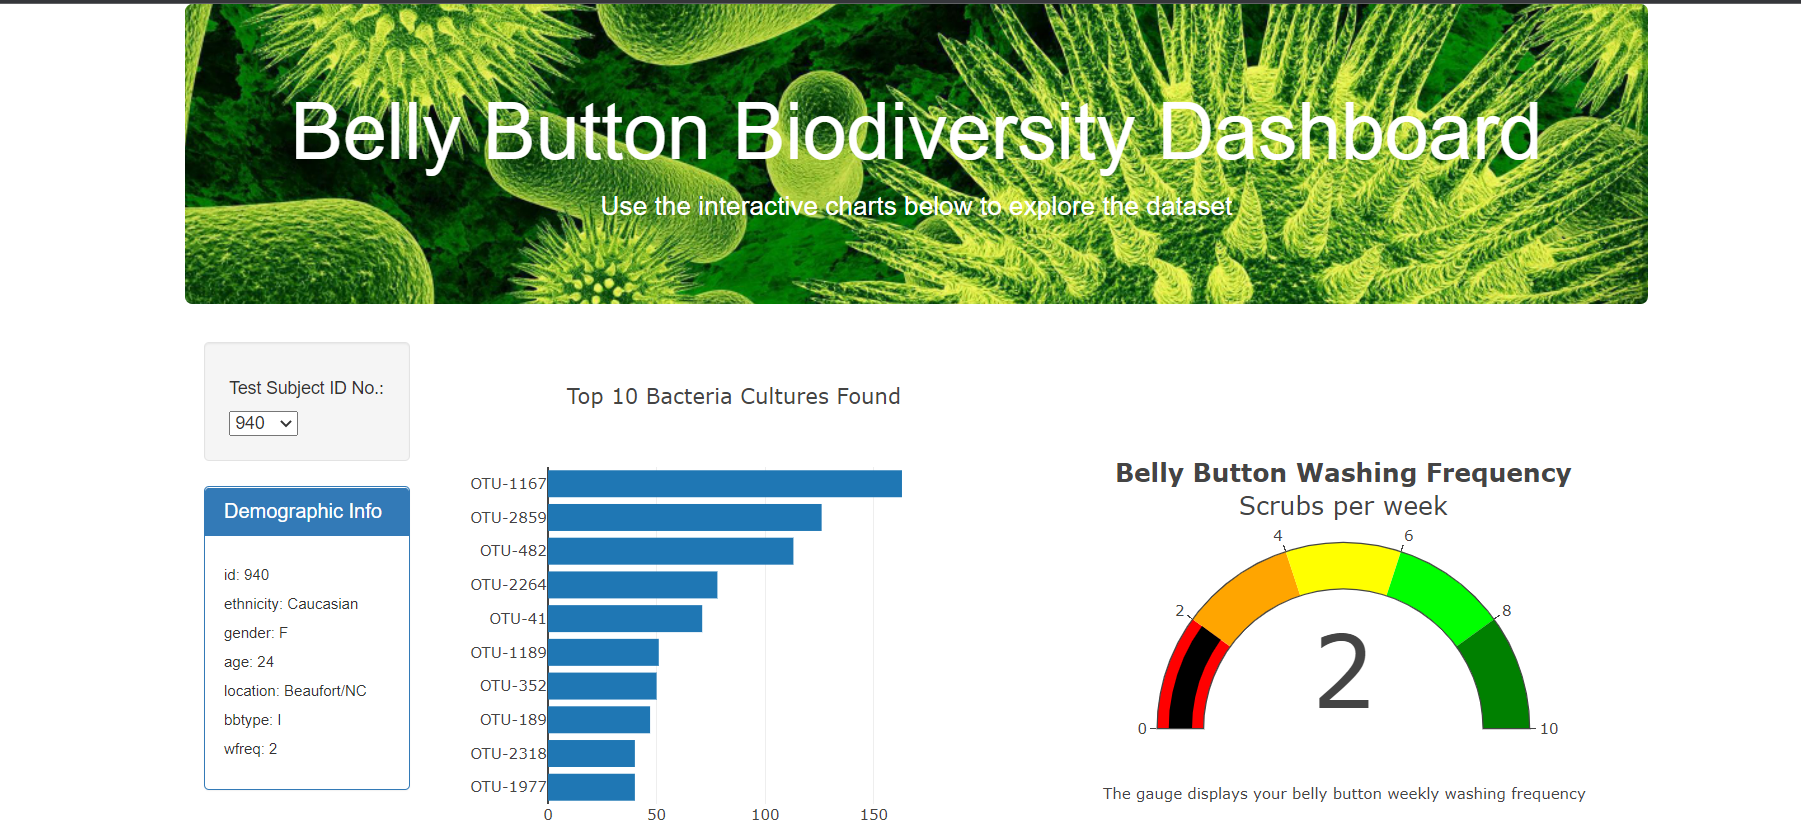 Belly Button Biodiversity Dashboard
Use the interactive charts below to explore the dataset
Test Subject ID No.:
940
Demographic Info
id: 940
ethnicity: Caucasian
gender: F
age: 24
location: Beaufort/NC
bbtype: I
wfreq: 2
Top 10 Bacteria Cultures Found
OTU-1167
OTU-2859
OTU-482
OTU-2264
OTU-41
OTU-1189
OTU-352
OTU-189
OTU-2318
OTU-1977
0 50 100 150
Belly Button Washing Frequency
Scrubs per week
4 6
2 8
2
0 10
The gauge displays your belly button weekly washing frequency